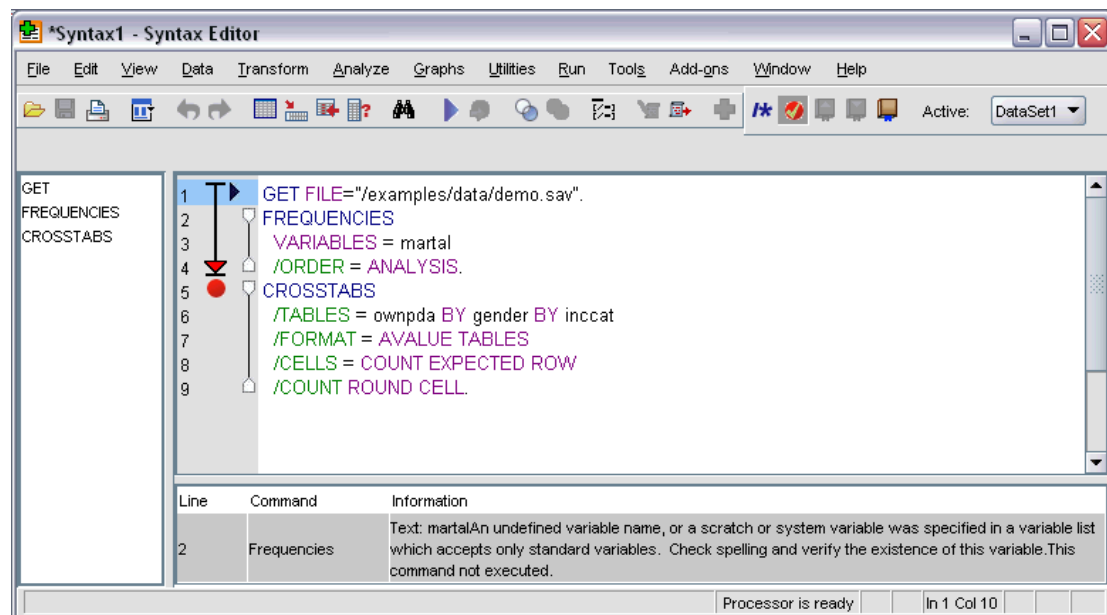 *Syntax1 - Syntax Editor
File Edit View Data Transform Analyze Graphs Utilities Run Tools Add-ons Window Help
Active: DataSet1
GET
FREQUENCIES
CROSSTABS
1 GET FILE="/examples/data/demo.sav".
2 FREQUENCIES
3 VARIABLES = martal
4 /ORDER = ANALYSIS.
5 CROSSTABS
6 /TABLES = ownpda BY gender BY inccat
7 /FORMAT = AVALUE TABLES
8 /CELLS = COUNT EXPECTED ROW
9 /COUNT ROUND CELL.
Line Command Information
2 Frequencies Text: martalAn undefined variable name, or a scratch or system variable was specified in a variable list
which accepts only standard variables. Check spelling and verify the existence of this variable.This
command not executed.
Processor is ready In 1 Col 10